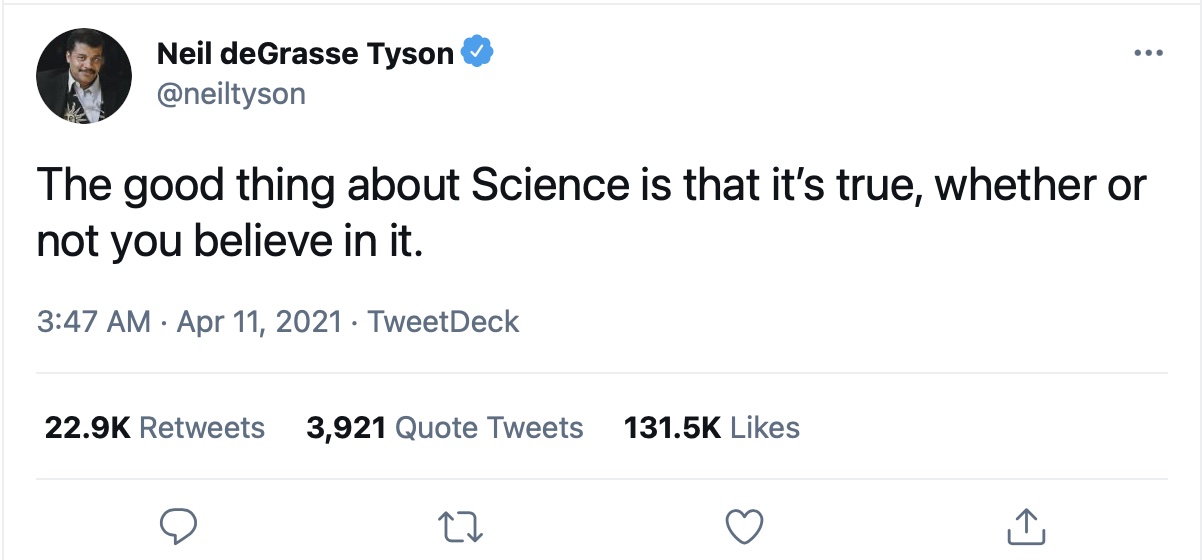 Neil deGrasse Tyson
@neiltyson
The good thing about Science is that it’s true, whether or
not you believe in it.
3:47 AM · Apr 11, 2021 · TweetDeck
22.9K Retweets 3,921 Quote Tweets 131.5K Likes